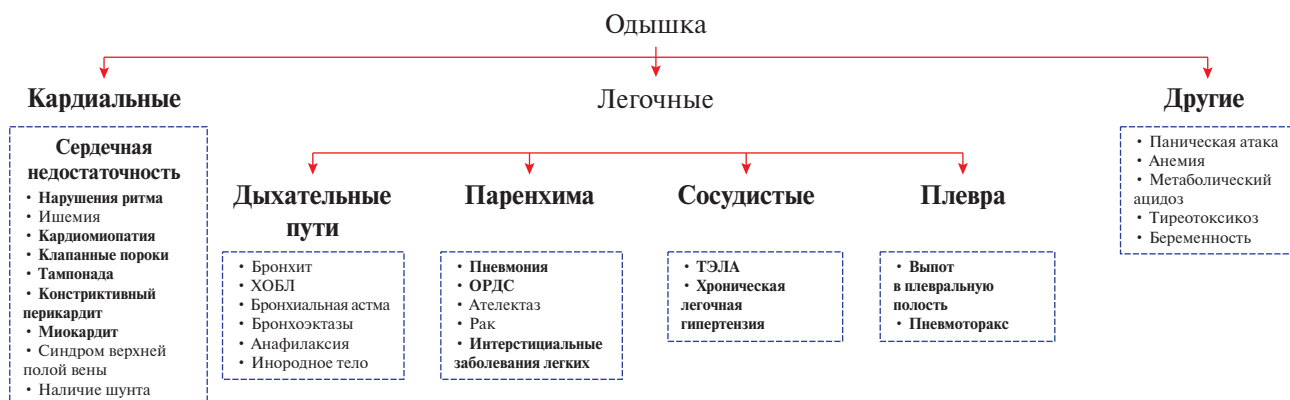 Одышка
Кардиальные
Легочные
Другие
Сердечная
недостаточность
• Нарушения ритма
• Ишемия
• Кардиомиопатия
• Клапанные пороки
• Тампонада
• Констриктивный
перикардит
• Миокардит
• Синдром верхней
полой вены
• Наличие шунта
Дыхательные
пути
• Бронхит
• ХОБЛ
• Бронхиальная астма
• Бронхоэктазы
• Анафилаксия
• Инородное тело
Паренхима
• Пневмония
• ОРДС
• Ателектаз
• Рак
• Интерстициальные
заболевания легких
Сосудистые
• ТЭЛА
• Хроническая
легочная
гипертензия
Плевра
• Выпот
в плевральную
полость
• Пневмоторакс
• Паническая атака
• Анемия
• Метаболический
ацидоз
• Тиреотоксикоз
• Беременность